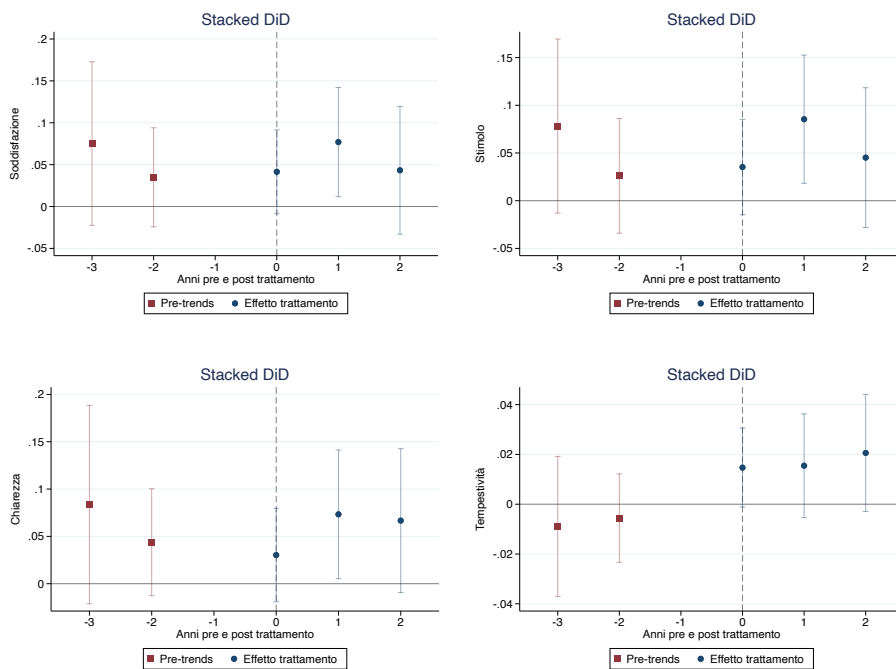 Stacked DiD
.2
.15
.1
.05
0
-.05
Soddisfazione
-3 -2 -1 0 1 2
Anni pre e post trattamento
Pre-trends Effetto trattamento
Stacked DiD
.15
.1
.05
0
-.05
Stimolo
-3 -2 -1 0 1 2
Anni pre e post trattamento
Pre-trends Effetto trattamento
Stacked DiD
.2
.15
.1
.05
0
Chiarezza
-3 -2 -1 0 1 2
Anni pre e post trattamento
Pre-trends Effetto trattamento
Stacked DiD
.04
.02
0
-.02
-.04
Tempestività
-3 -2 -1 0 1 2
Anni pre e post trattamento
Pre-trends Effetto trattamento